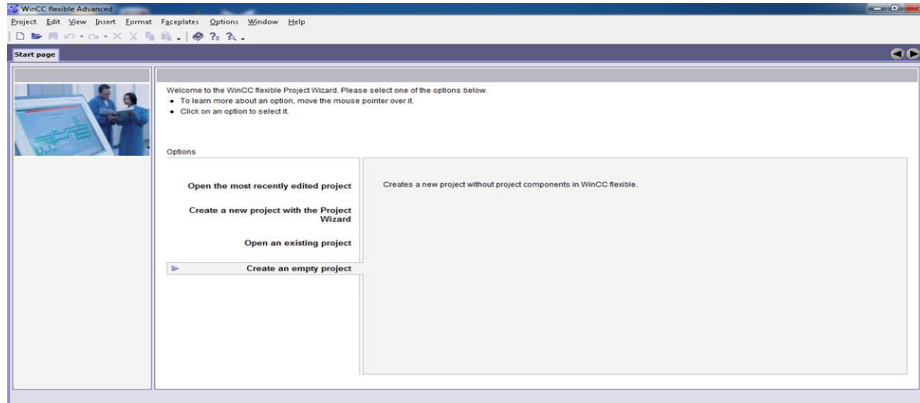 WinCC flexible Advanced
Project Edit View Insert Format Faceplates Options Window Help
Start page
Welcome to the WinCC flexible Project Wizard. Please select one of the options below.
• To learn more about an option, move the mouse pointer over it.
• Click on an option to select it.
Options
Open the most recently edited project
Creates a new project without project components in WinCC flexible.
Create a new project with the Project
Wizard
Open an existing project
Create an empty project